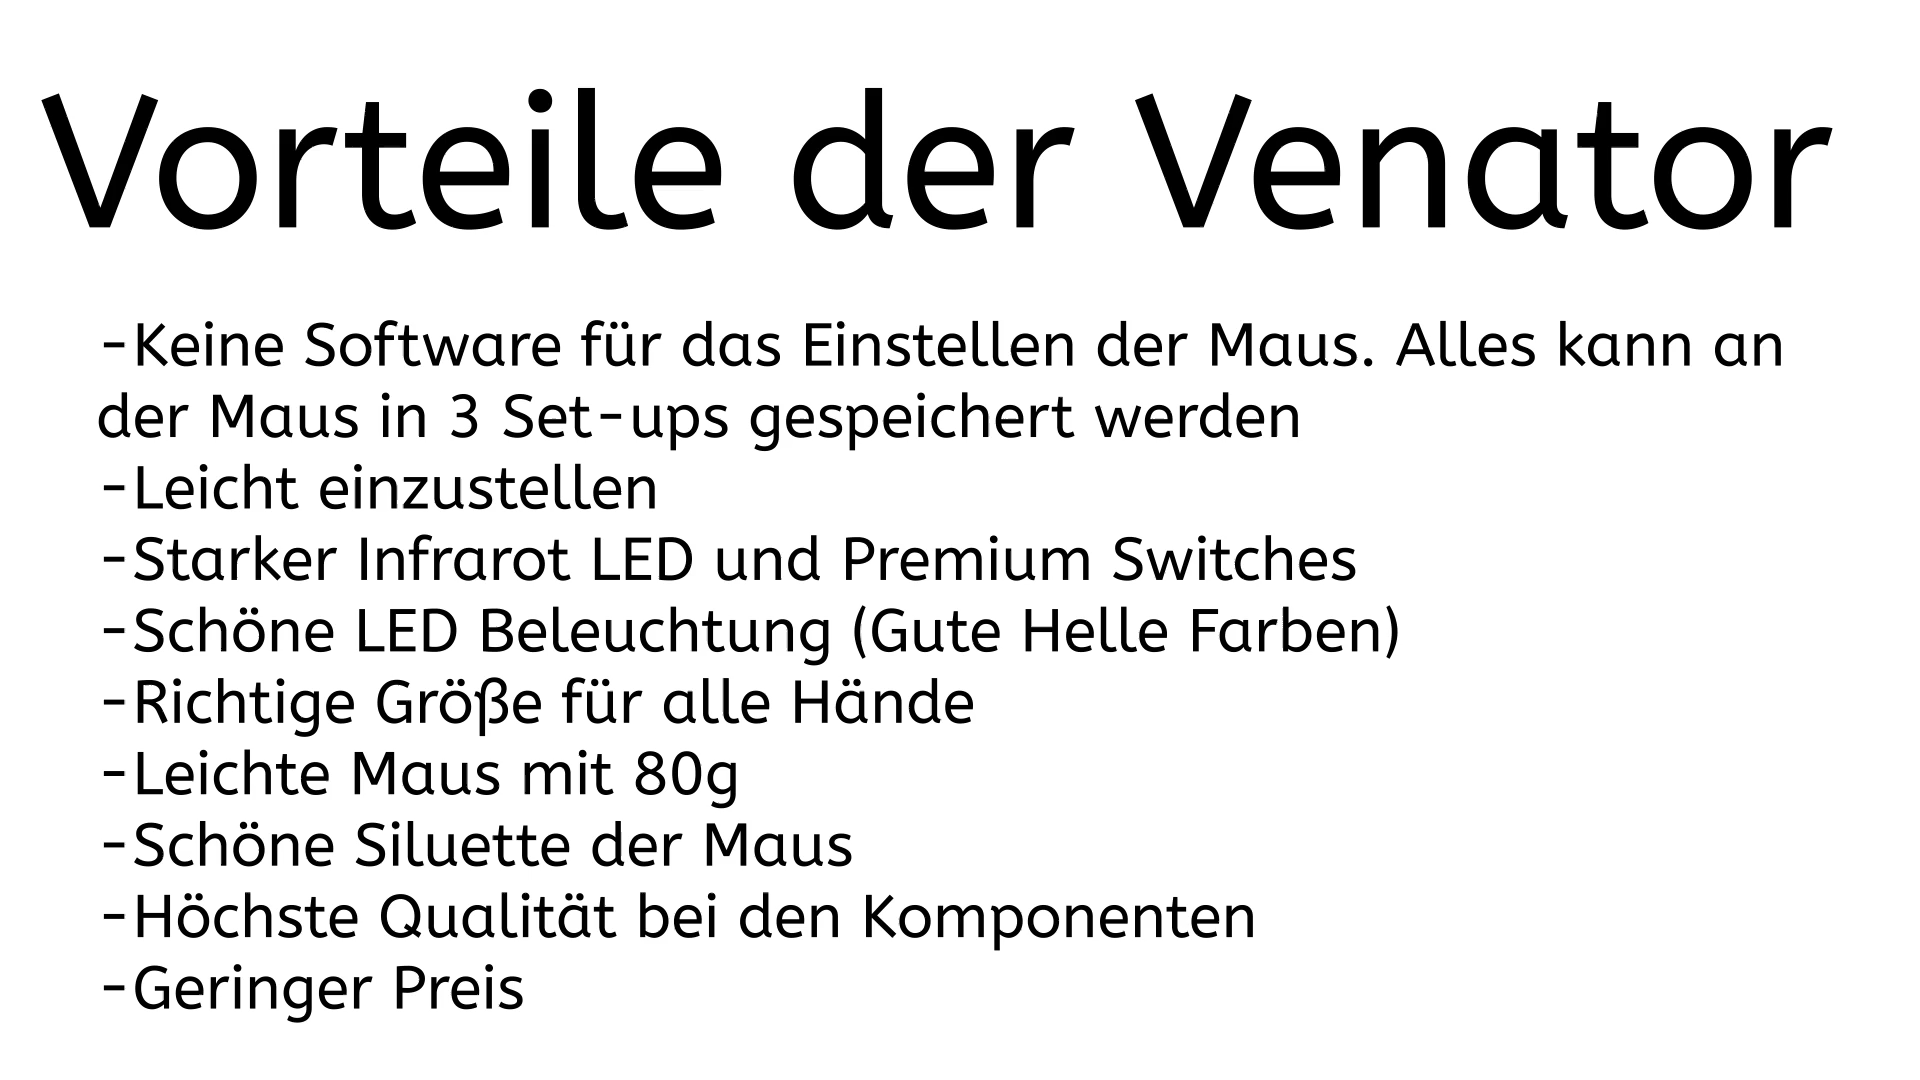 Vorteile der Venator
-Keine Software für das Einstellen der Maus. Alles kann an
der Maus in 3 Set-ups gespeichert werden
-Leicht einzustellen
-Starker Infrarot LED und Premium Switches
-Schöne LED Beleuchtung (Gute Helle Farben)
-Richtige Größe für alle Hände
-Leichte Maus mit 80g
-Schöne Siluette der Maus
-Höchste Qualität bei den Komponenten
-Geringer Preis